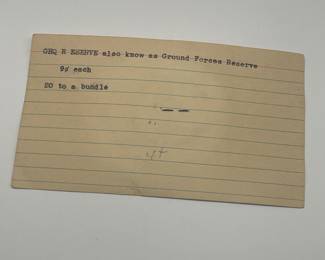 GHQ R ESERVE also know as Ground Forces Reserve
9¢ each
20 to a bundle